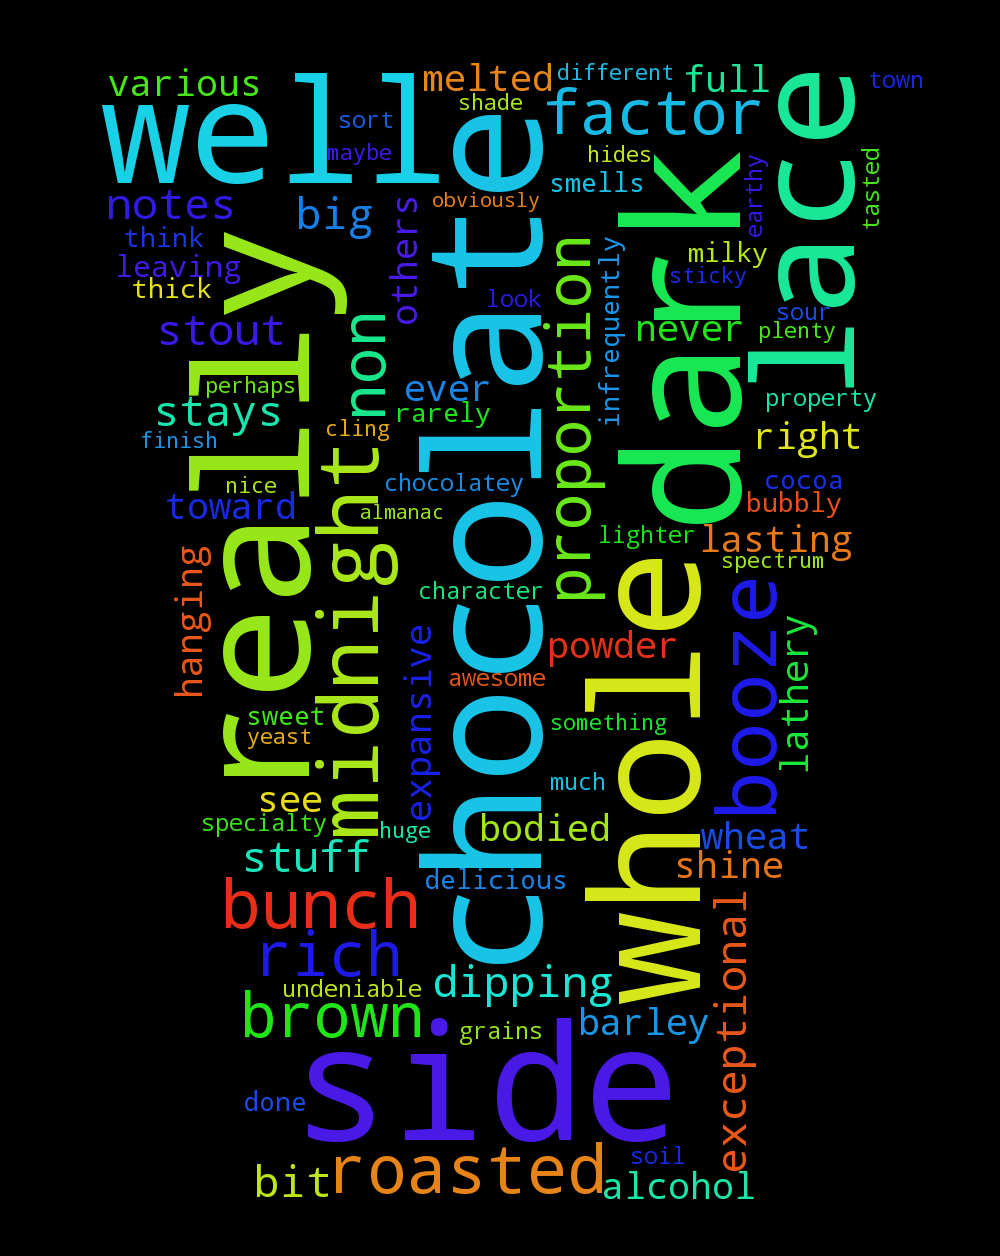 various
melted
different
full
town
welle
sort
shade
factor
lace
maybe
hides
earthy
tasted
notes
big
others
obviously
smells
dark
think
leaving
thick
really
look
proportion
infrequently
milky
sticky
stout
non
never
sour
plenty
perhaps
ever
chocolate
property
stays
rarely
finish
cling
right
nice
chocolatey
cocoa
toward
almanac
bubbly
midnight
lighter
lasting
spectrum
hanging
character
whole
booze
expansive
powder
lathery
awesome
sweet
yeast
something
see
much
specialty
huge
bodied
wheat
stuff
delicious
shine
bunch
rich
exceptional
undeniable
dipping
brown
grains
barley
side
done
roasted
soil
bit
alcohol